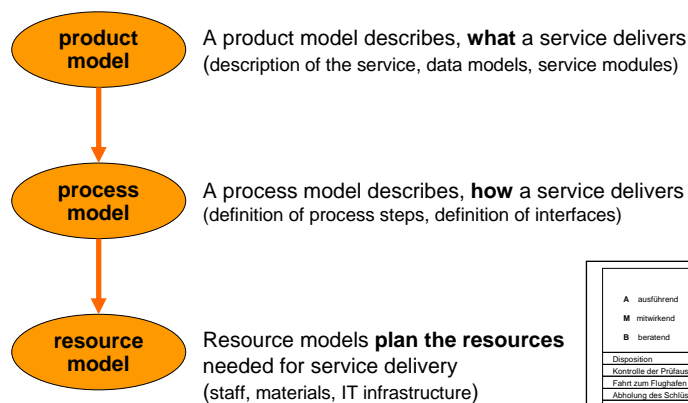 product
model
A product model describes, what a service delivers
(description of the service, data models, service modules)
process
model
A process model describes, how a service delivers
(definition of process steps, definition of interfaces)
resource
model
Resource models plan the resources
needed for service delivery
(staff, materials, IT infrastructure)
A ausführend
M mitwirkend
B beratend
Disposition
Kontrolle der
Fahrt zum Flughafen
Abholung des